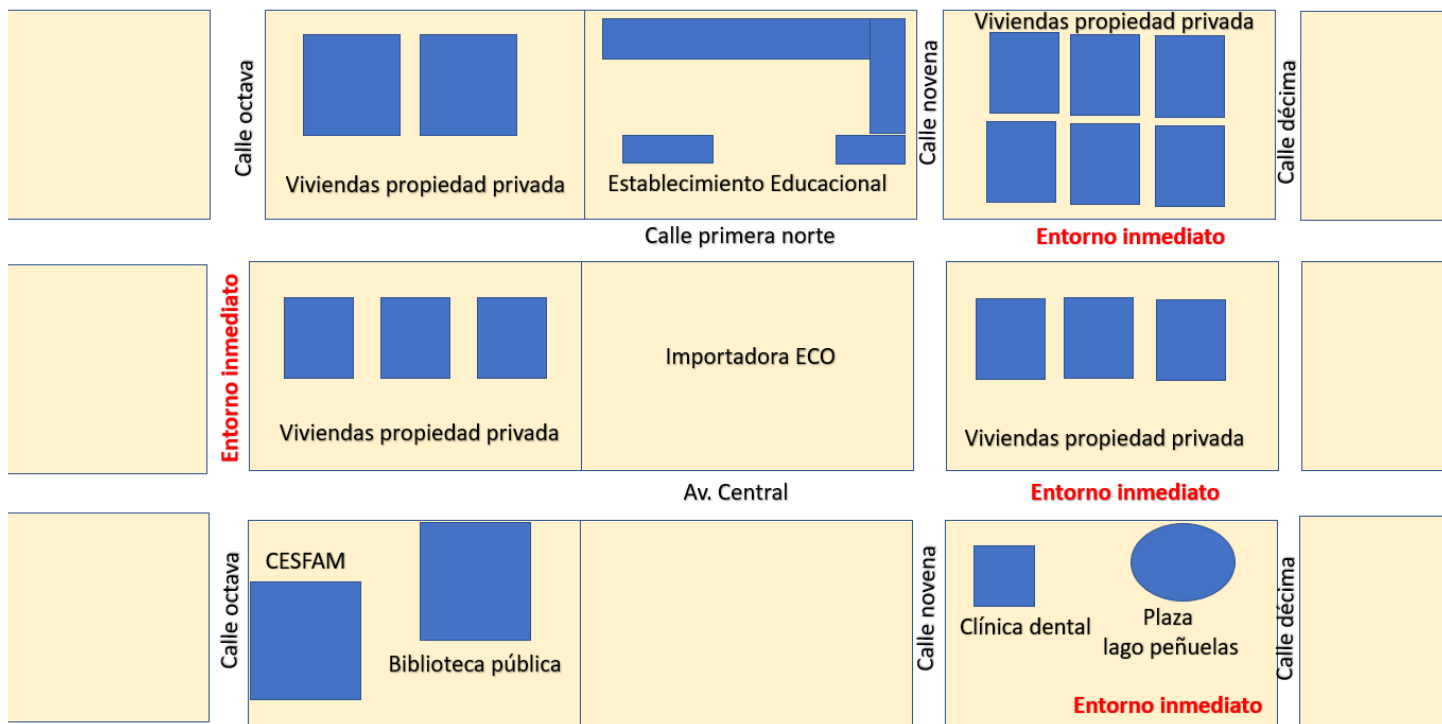 Viviendas propiedad privada
Calle octava
Viviendas propiedad privada
Establecimiento Educacional
Calle novena
Calle décima
Calle primera norte
Entorno inmediato
Entorno inmediato
Viviendas propiedad privada
Importadora ECO
Viviendas propiedad privada
Av. Central
Entorno inmediato
Calle octava
CESFAM
Biblioteca pública
Calle novena
Clínica dental
Plaza
lago peñuelas
Calle décima
Entorno inmediato